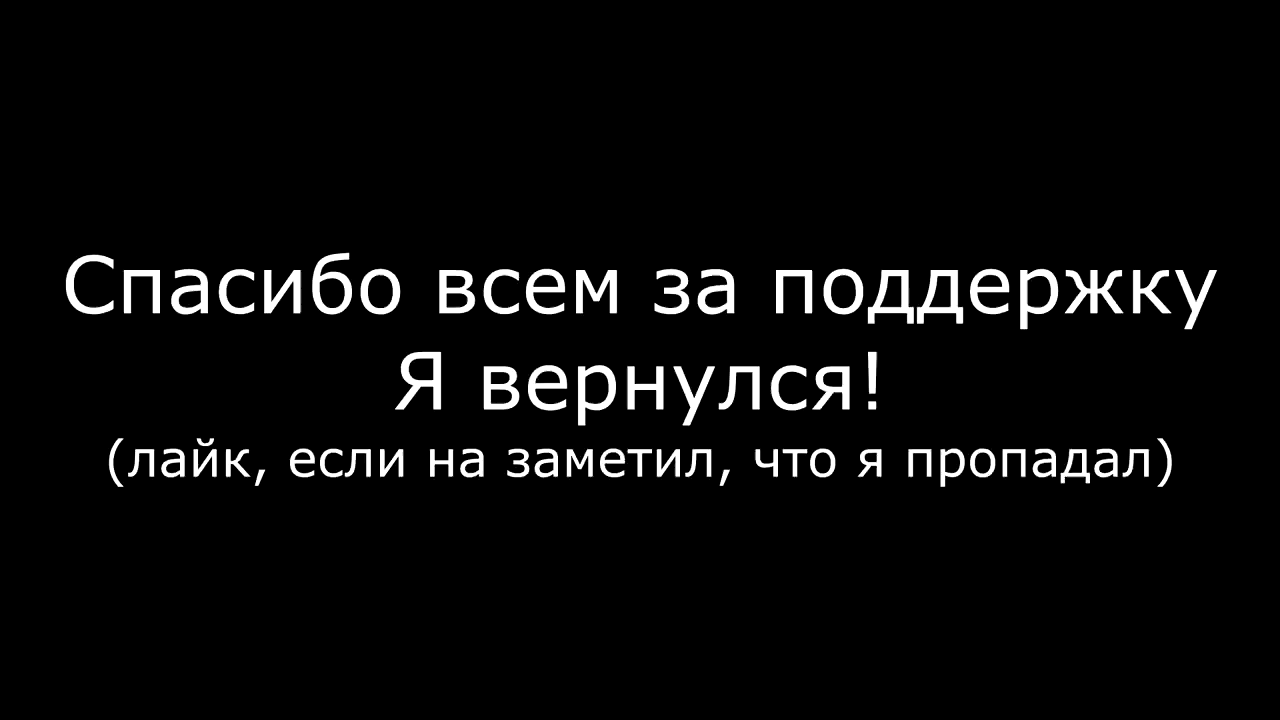 Спасибо всем за поддержку
Я вернулся!
(лайк, если на заметил, что я пропадал)